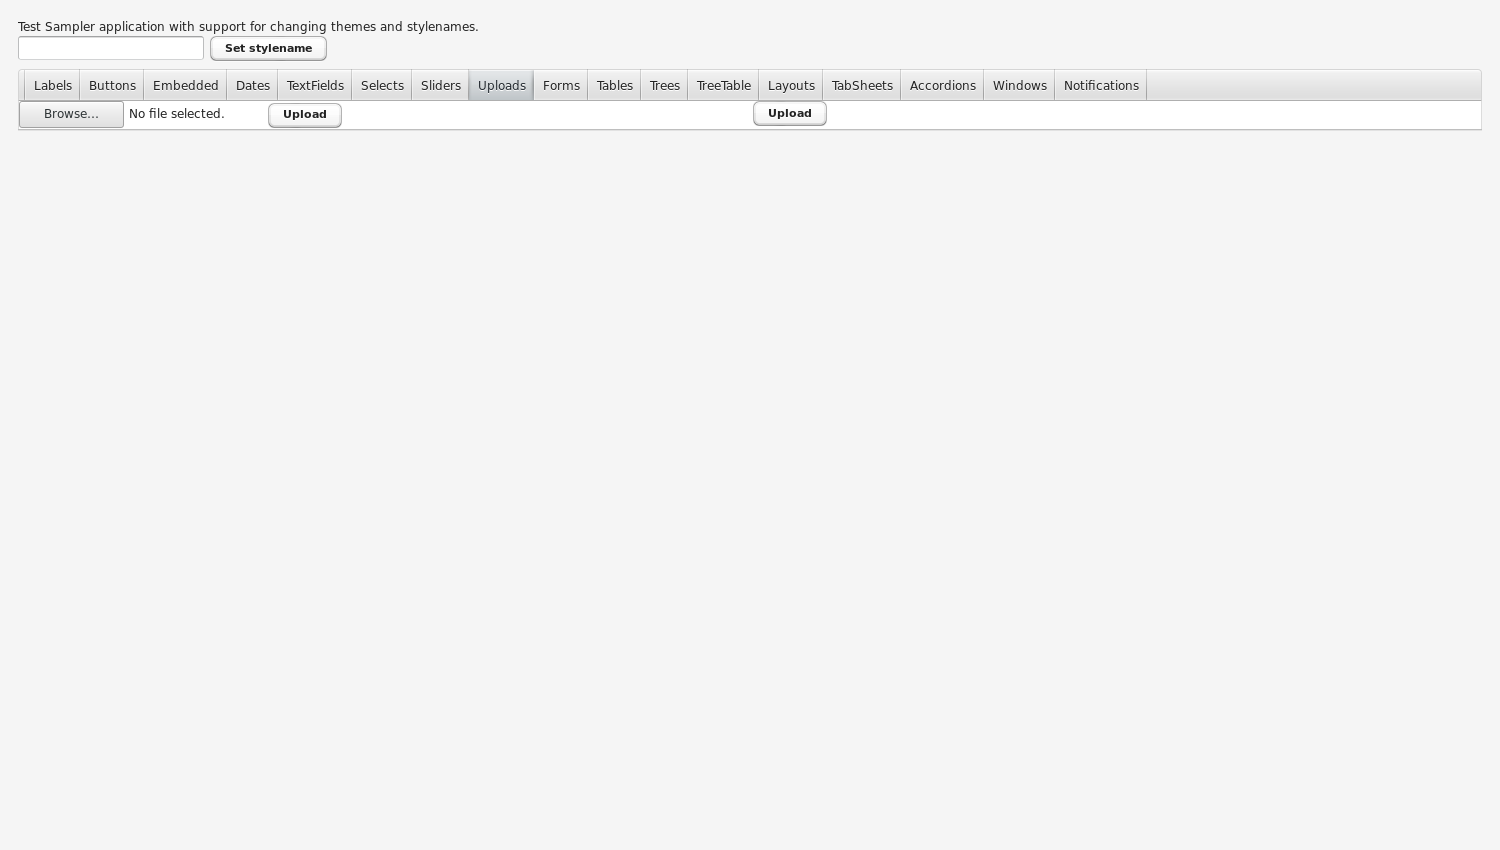 Test Sampler application with support for changing themes and stylenames.
Set stylename
Labels Buttons Embedded Dates TextFields Selects Sliders Uploads Forms Tables Trees TreeTable Layouts TabSheets Accordions Windows Notifications
Browse... No file selected. Upload Upload